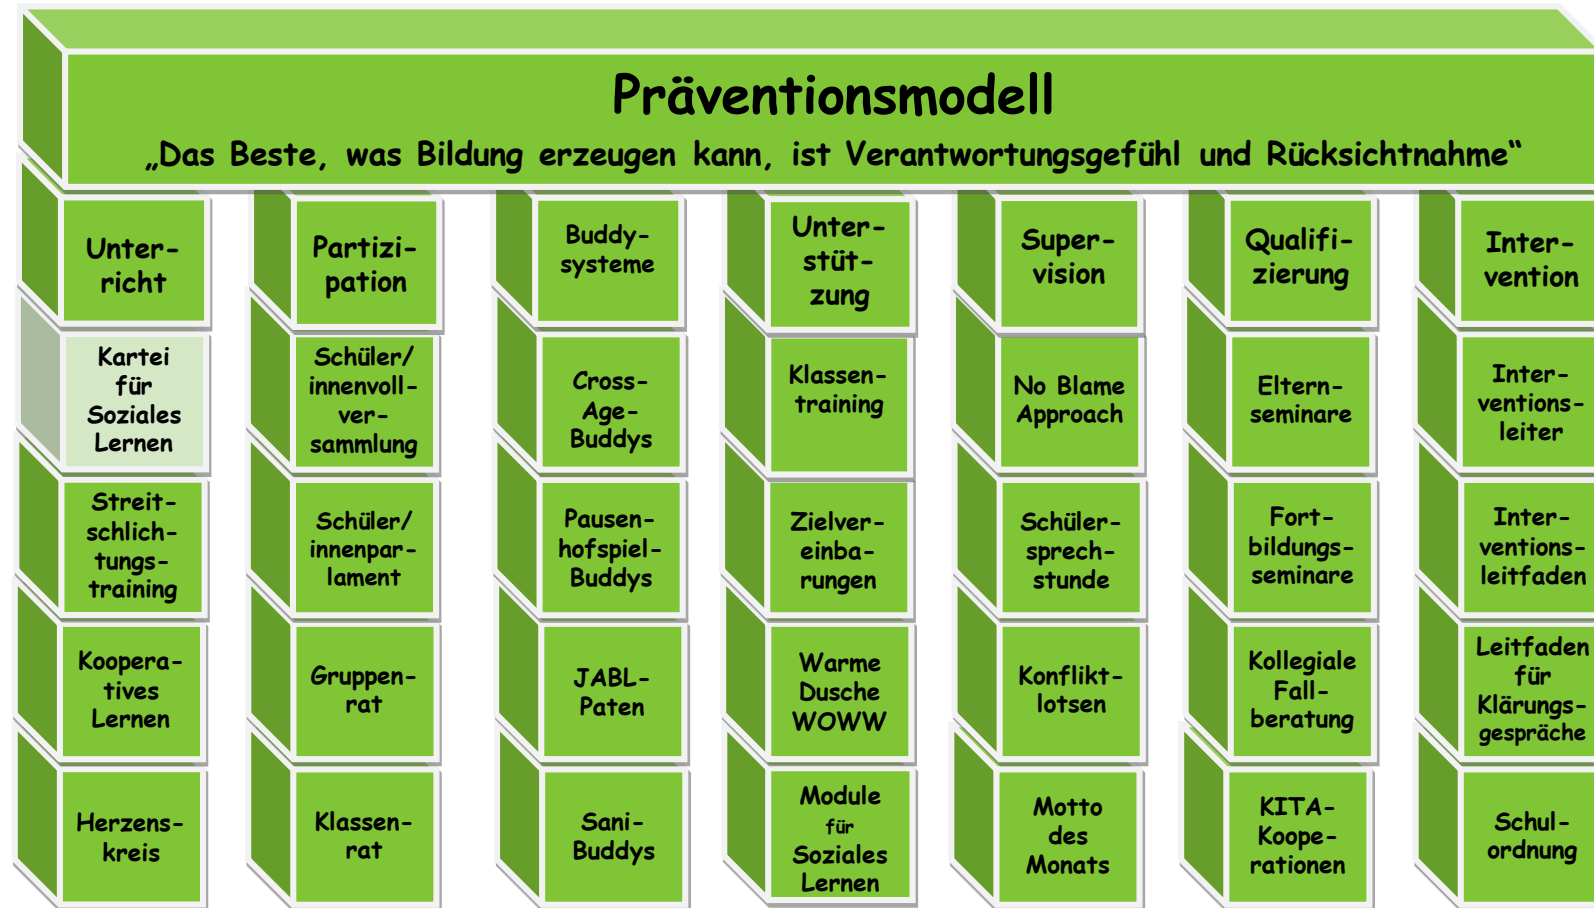 Präventionsmodell
„Das Beste, was Bildung erzeugen kann, ist Verantwortungsgefühl und Rücksichtnahme“
Unter-
richt
Kartei
für
Soziales
Lernen
Streit-
schlich-
tungs-
training
Koopera-
tives
Lernen
Herzens-
kreis
Partizi-
pation
Schüler/
innenvoll-
ver-
sammlung
Schüler/
innenpar-
lament
Gruppen-
rat
Klassen-
rat
Buddy-
systeme
Cross-
Age-
Buddys
Pausen-
hofspiel-
Buddys
JABL-
Paten
Sani-
Buddys
Unter-
stüt-
zung
Klassen-
training
Zielver-
einba-
rungen
Warme
Dusche
WOWW
Module
für
Soziales
Lernen
Super-
vision
No Blame
Approach
Schüler-
sprech-
stunde
Konflikt-
lotsen
Motto
des
Monats
Qualifi-
zierung
Eltern-
seminare
Fort-
bildungs-
seminare
Kollegiale
Fall-
beratung
KITA-
Koope-
rationen
Inter-
vention
Inter-
ventions-
leiter
Inter-
ventions-
leitfaden
Leitfaden
für
Klärungs-
gespräche
Schul-
ordnung